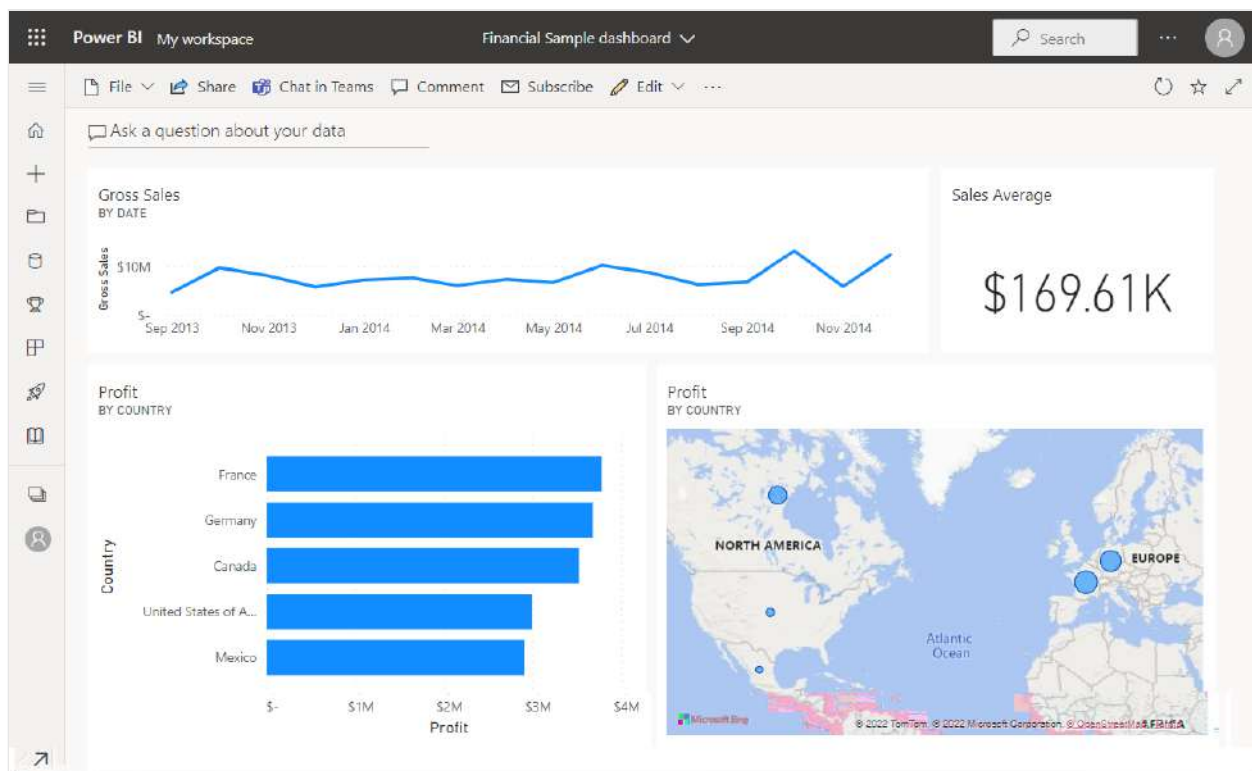 Power BI My workspace Financial Sample dashboard Search ...
File Share Chat in Teams Comment Subscribe Edit ...
Ask a question about your data
Gross Sales
BY DATE
Gross Sales
$10M
$-
Sep 2013 Nov 2013 Jan 2014 Mar 2014 May 2014 Jul 2014 Sep 2014 Nov 2014
Sales Average
$169.61K
Profit
BY COUNTRY
Country
France
Germany
Canada
United States of A...
Mexico
$- $1M $2M $3M $4M
Profit
Profit
BY COUNTRY
NORTH AMERICA
EUROPE
Atlantic
Ocean
Microsoft Bing
© 2022 TomTom, © 2022 Microsoft Corporation, © OpenStreetMap
AFRICA